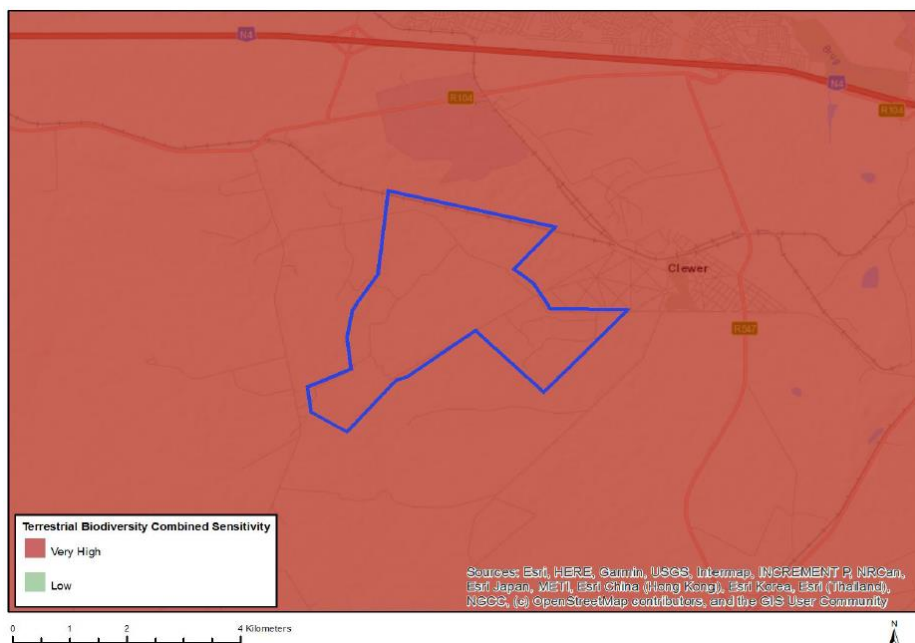 N4
R104
N4
R104
Clewer
R547
Terrestrial Biodiversity Combined Sensitivity
Very High
Low
Sources: Esri, HERE, Garmin, USGS, Intermap, INCREMENT P, NRCan,
Esri Japan, METI, Esri China (Hong Kong), Esri Korea, Esri (Thailand),
NGCC, (c) OpenStreetMap contributors, and the GIS User Community
0 1 2 4 Kilometers
N